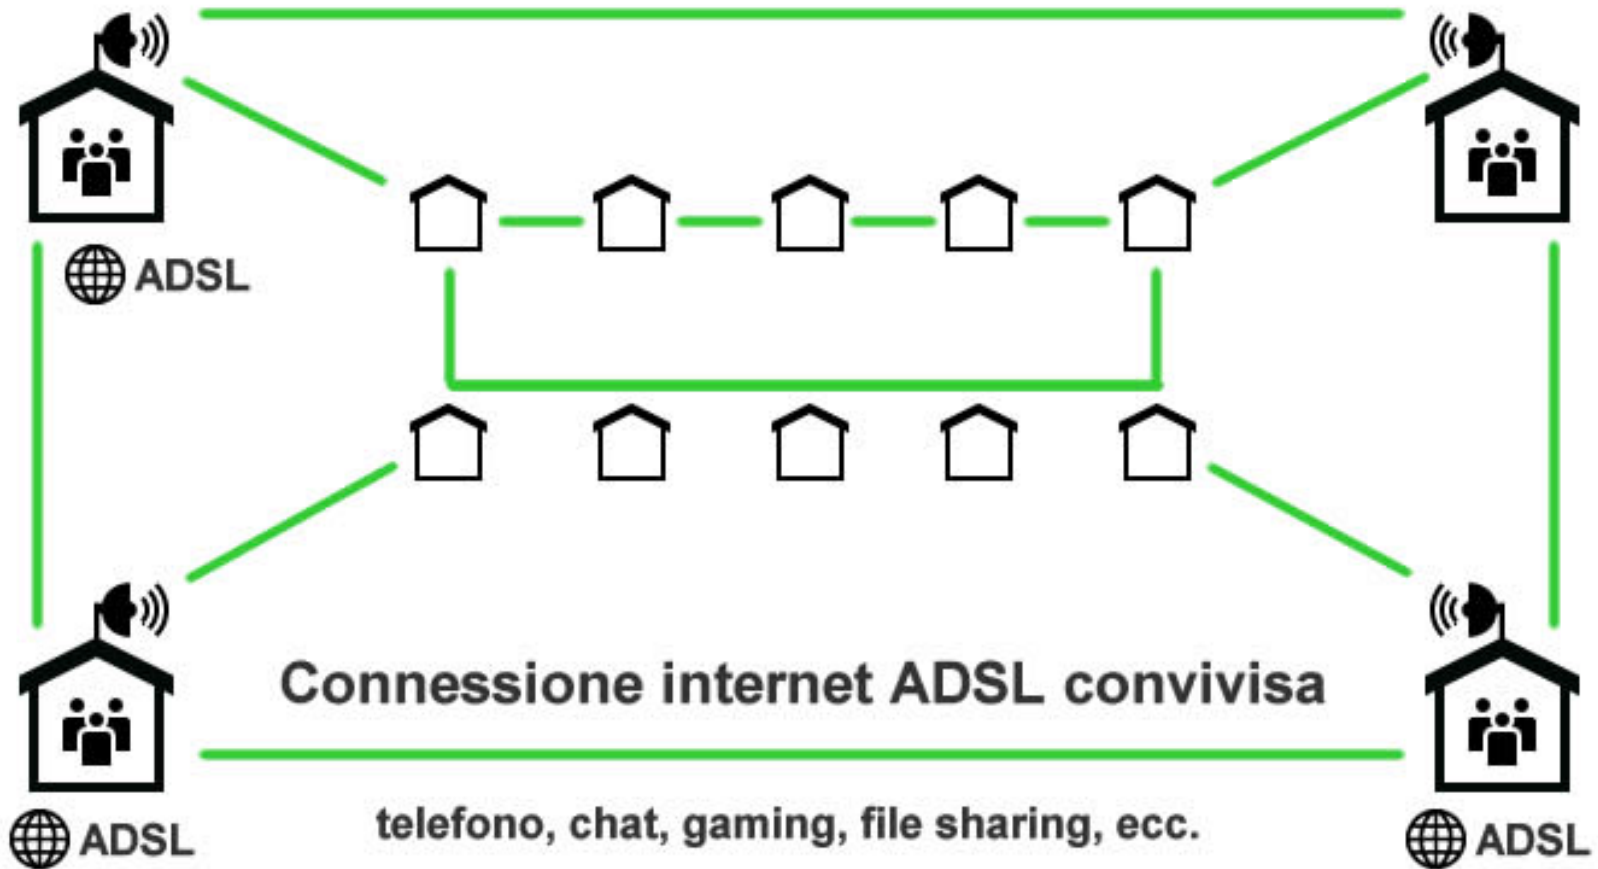 ADSL
Connessione internet ADSL convivisa
telefono, chat, gaming, file sharing, ecc.
ADSL
ADSL